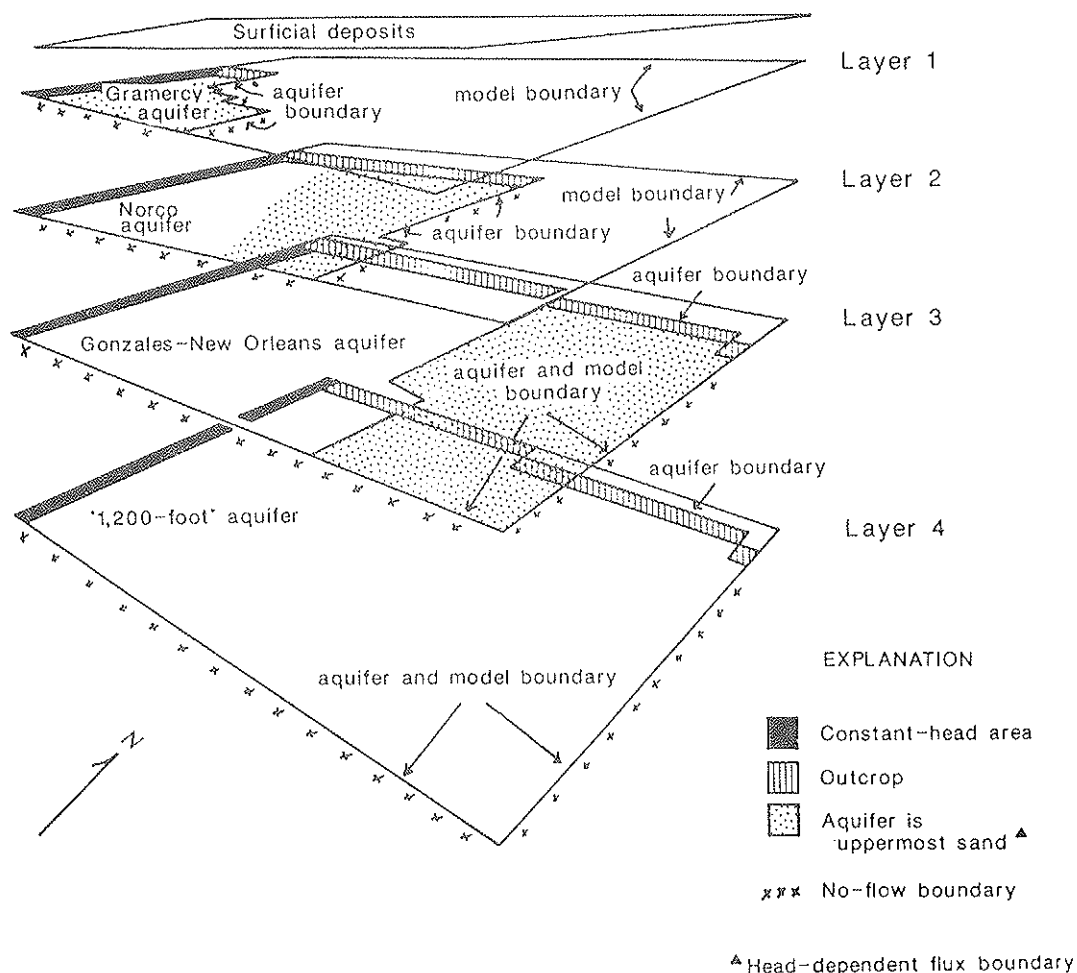 Surficial deposits
Layer 1
Gramercy
aquifer
aquifer
boundary
model boundary
Layer 2
Norco
aquifer
aquifer boundary
model boundary
Layer 3
Gonzales-New Orleans aquifer
aquifer boundary
aquifer and model
boundary
Layer 4
"1,200-foot" aquifer
aquifer boundary
aquifer and model boundary
N
EXPLANATION
Constant-head area
Outcrop
Aquifer is
uppermost sand ▲
No-flow boundary
▲ Head-dependent flux boundary